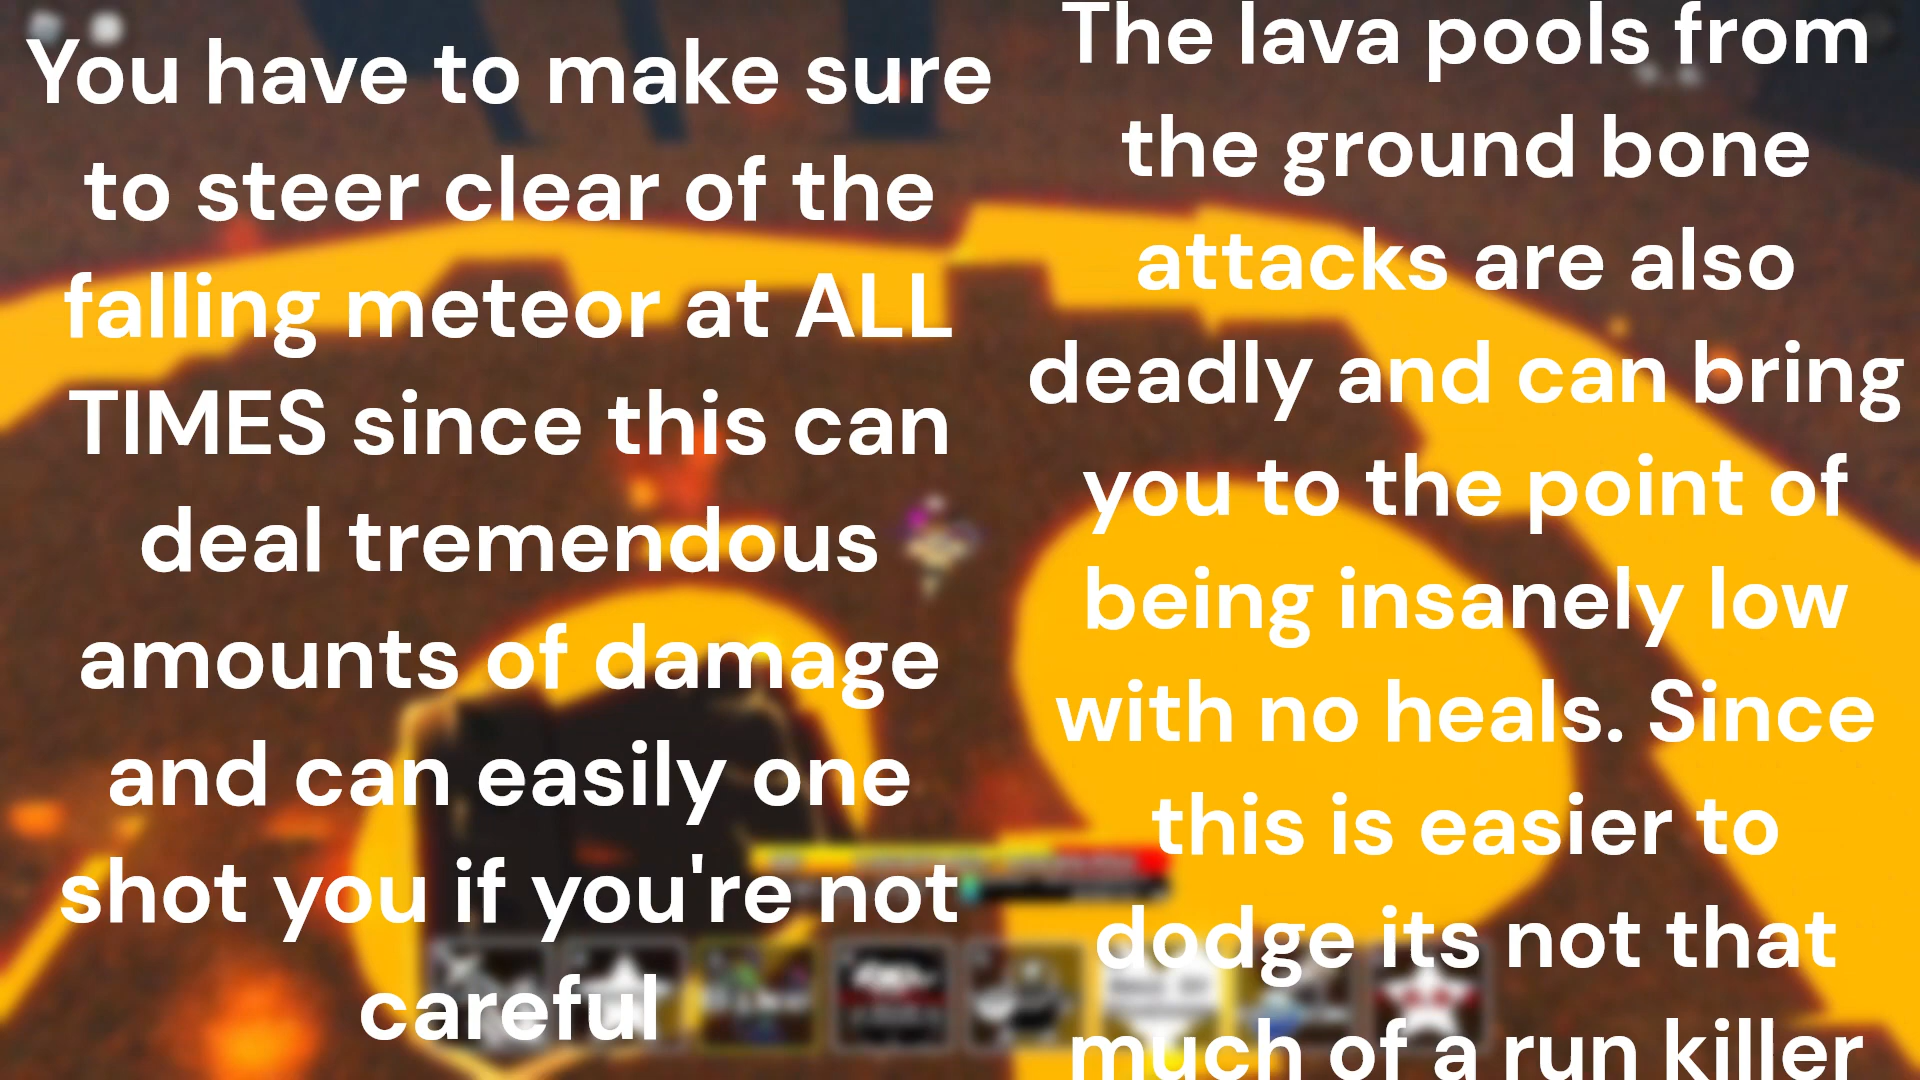 You have to make sure
to steer clear of the
falling meteor at ALL
TIMES since this can
deal tremendous
amounts of damage
and can easily one
shot you if you're not
careful
The lava pools from
the ground bone
attacks are also
deadly and can bring
you to the point of
being insanely low
with no heals. Since
this is easier to
dodge its not that
much of a run killer